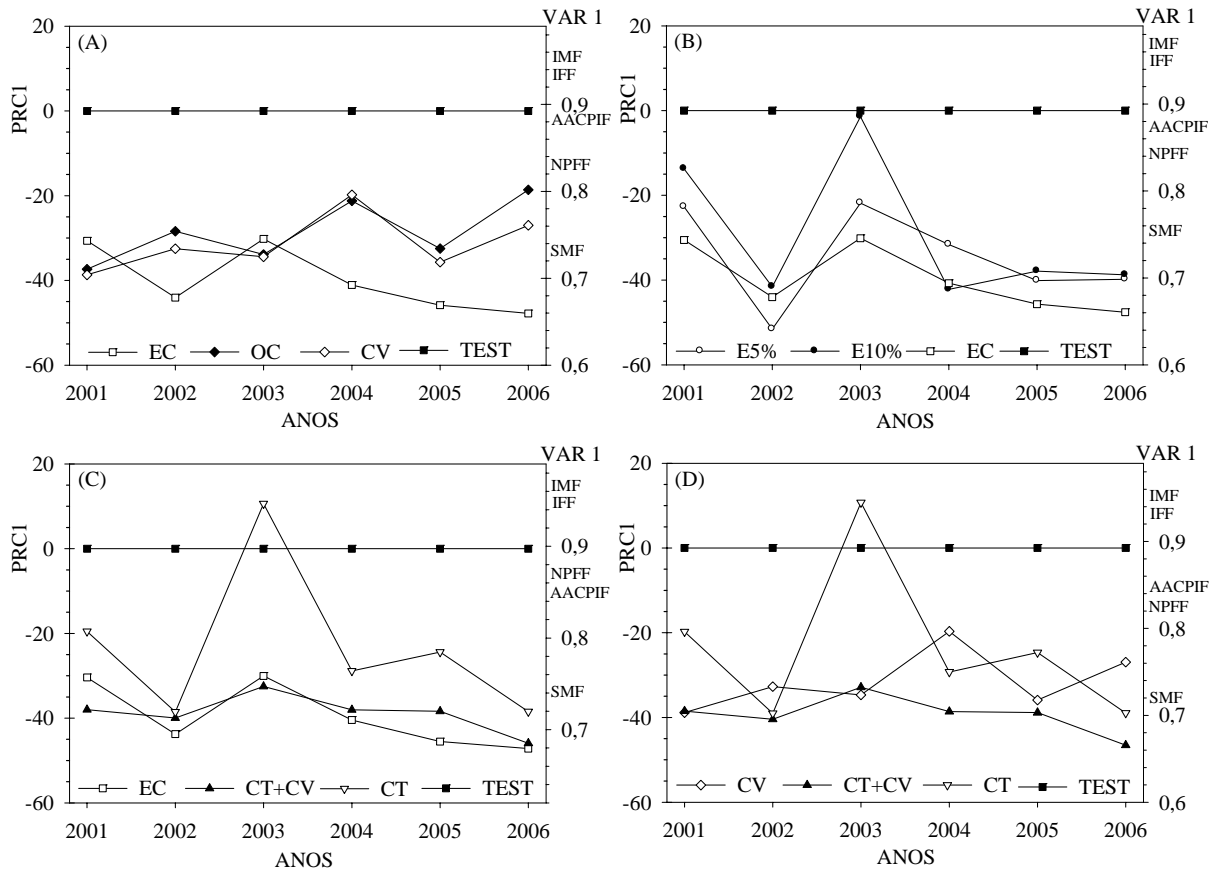 VAR 1
20
(A)
IMF
IFF
PRC1
0
0,9
AACPIF
NPFF
-20
0,8
SMF
-40
0,7
EC OC CV TEST
-60
0,6
2001 2002 2003 2004 2005 2006
ANOS
VAR 1
20
(B)
IMF
IFF
PRC1
0
0,9
AACPIF
NPFF
-20
0,8
SMF
-40
0,7
E5% E10% EC TEST
-60
0,6
2001 2002 2003 2004 2005 2006
ANOS
VAR 1
20
(C)
IMF
IFF
PRC1
0
0,9
NPFF
AACPIF
-20
0,8
SMF
-40
0,7
EC CT+CV CT TEST
-60
2001 2002 2003 2004 2005 2006
ANOS
VAR 1
20
(D)
IMF
IFF
PRC1
0
0,9
AACPIF
NPFF
-20
0,8
SMF
-40
0,7
CV CT+CV CT TEST
-60
0,6
2001 2002 2003 2004 2005 2006
ANOS